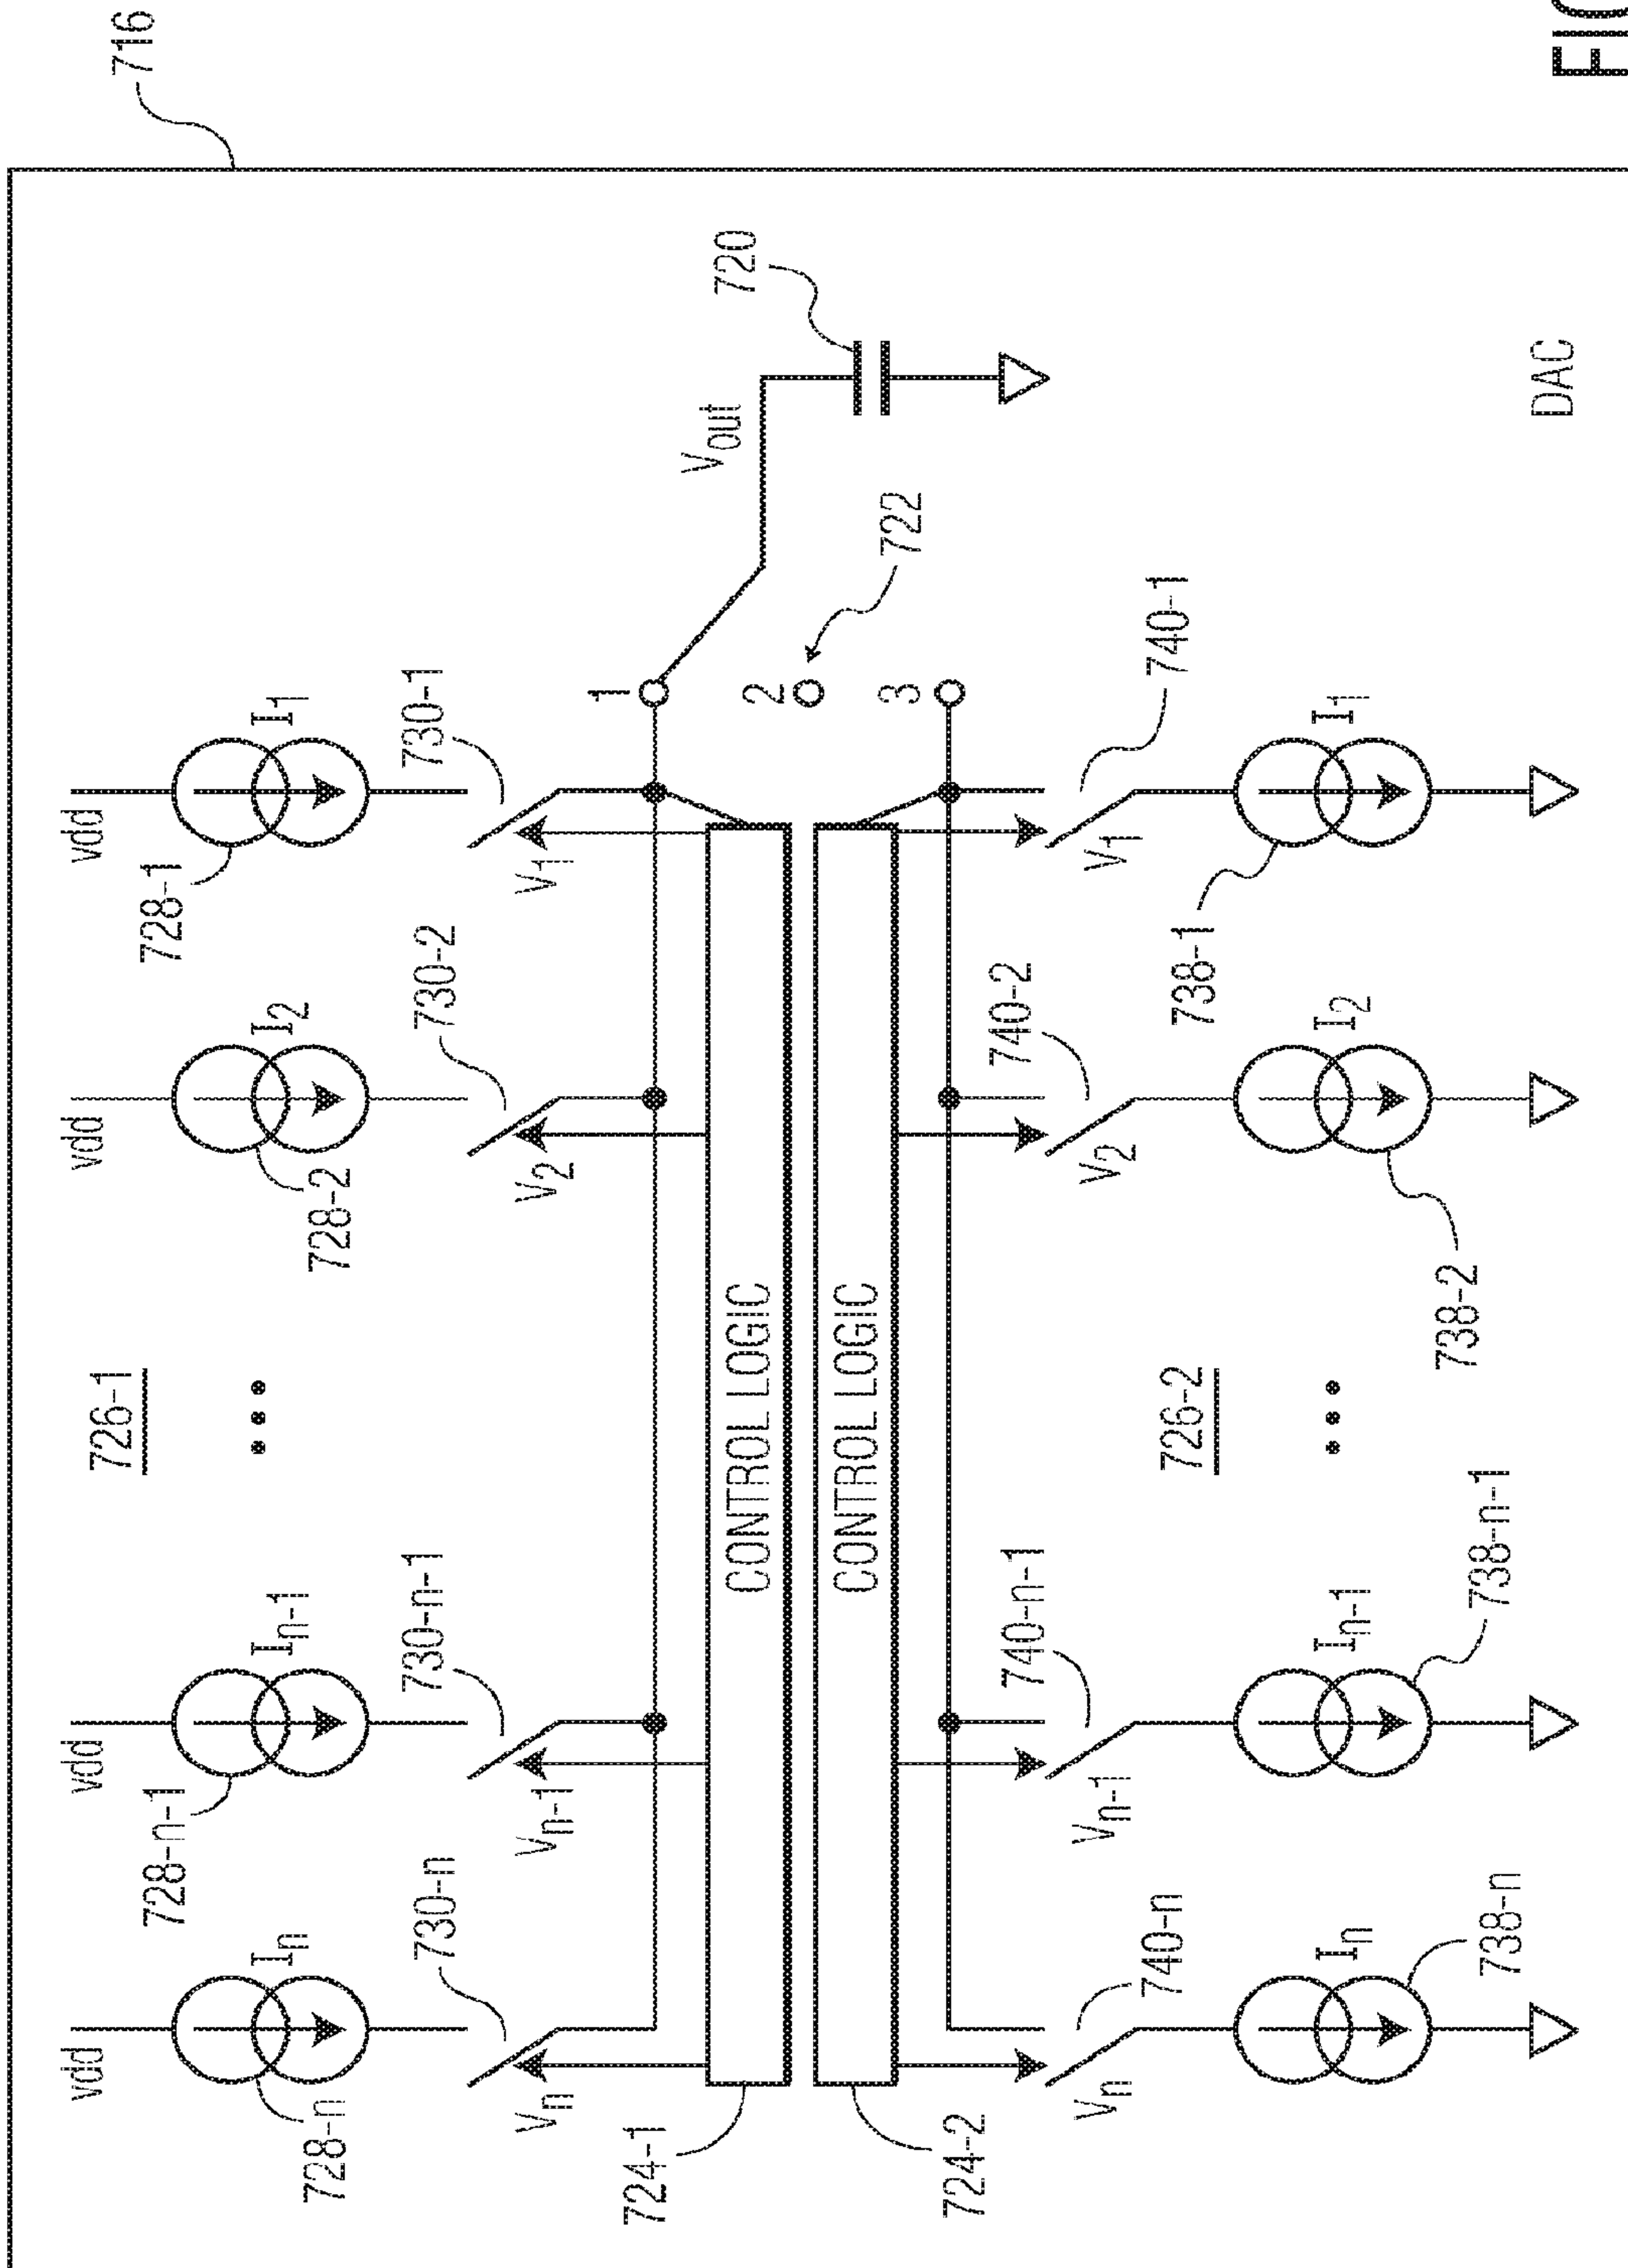 716
vdd
vdd
vdd
vdd
726-1
728-n
In
728-n-1
In-1
728-2
I2
728-1
I1
730-n
730-n-1
730-2
730-1
Vn
Vn-1
V2
V1
724-1
CONTROL LOGIC
1
Vout
720
2
722
724-2
CONTROL LOGIC
3
740-n
740-n-1
740-2
740-1
Vn
Vn-1
V2
V1
726-2
738-n
In
738-n-1
In-1
738-2
I2
738-1
I1
DAC